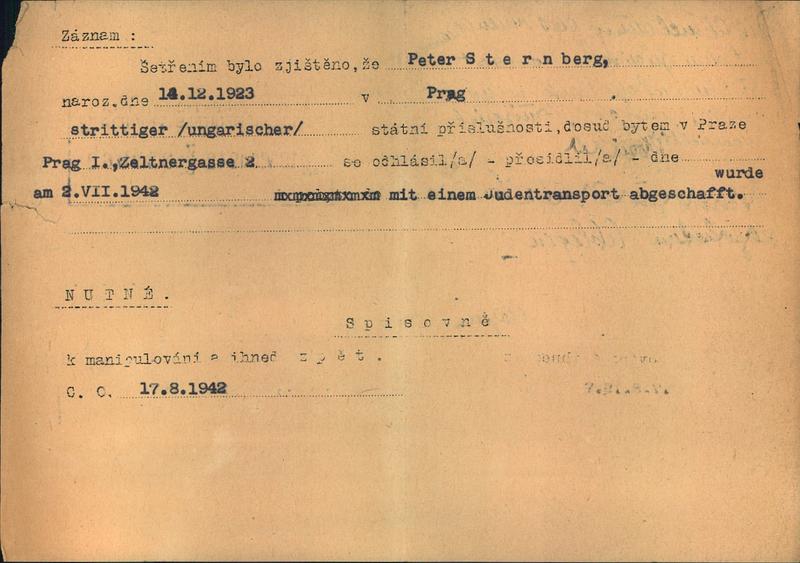 Záznam :
Šetřením bylo zjištěno, že Peter S t e r n b e r g,
naroz. dne 14.12.1923 v Prag .
strittiger /ungarischer/ státní příslušnosti, dosud bytem v Praze
Prag I., Zeltnergasse 2 se odhlásil/a/ - přesídlil/a/ - dne
wurde
am 2.VII.1942 mit einem Judentransport abgeschafft.
N U T N É .
S p i s o v n ě
k manipulování a ihned z p ě t .
C. O. 17.8.1942